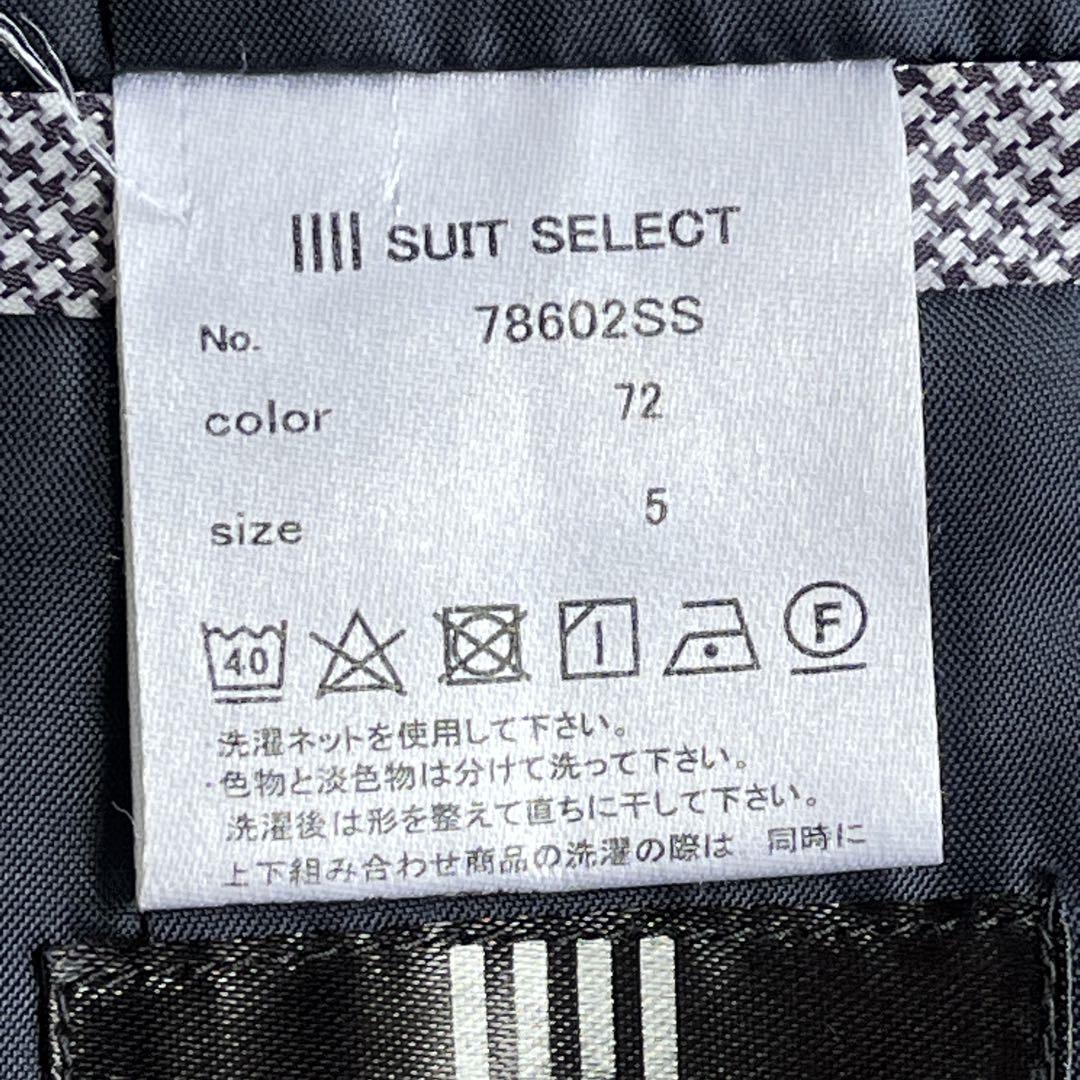 SUIT SELECT
No. 78602SS
color 72
size 5
40
F
洗濯ネットを使用して下さい。
・色物と淡色物は分けて洗って下さい。
洗濯後は形を整えて直ちに干して下さい。
上下組み合わせ商品の洗濯の際は 同時に